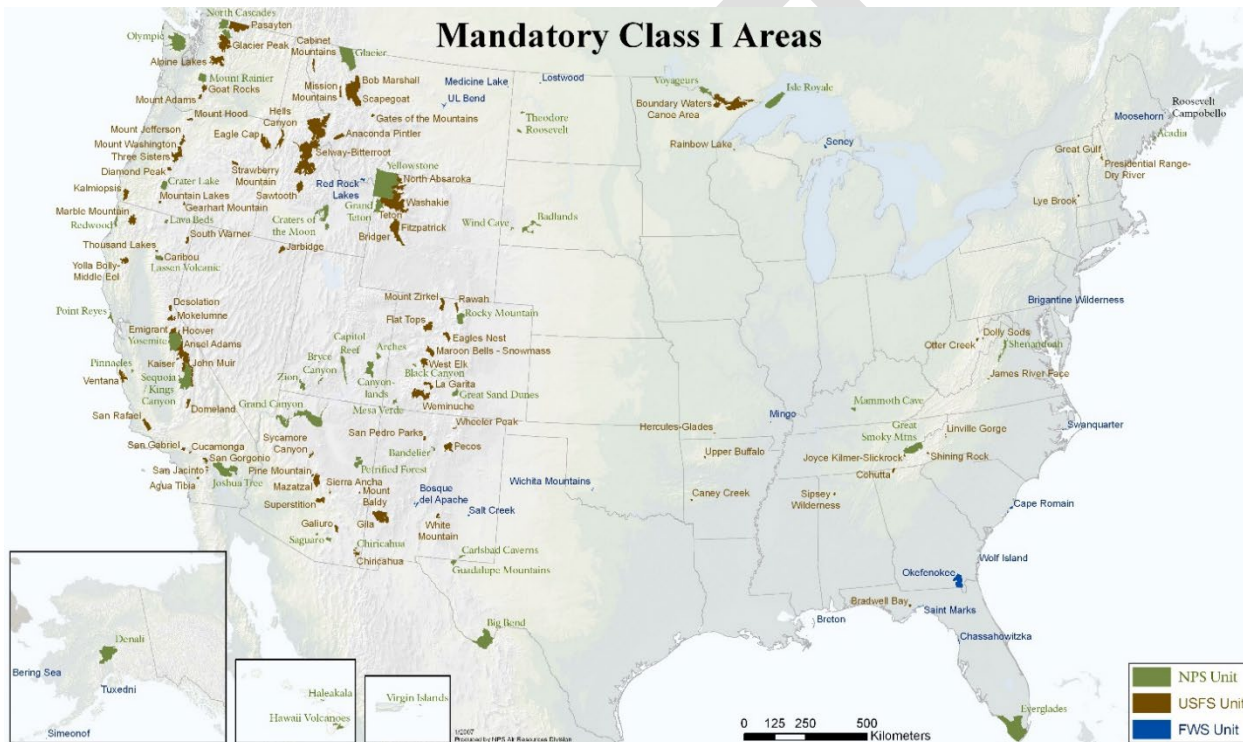 Mandatory Class I Areas
North Cascades
Pasayten
Olympic
Glacier Peak
Alpine Lakes
Mount Rainier
Goat Rocks
Mount Adams
Cabinet
Mountains
Glacier
Mission
Mountains
Bob Marshall
Scapegoat
Medicine Lake
UL Bend
Lostwood
Gates of the Mountains
Theodore
Roosevelt
Voyageurs
Boundary Waters
Canoe Area
Isle Royale
Rainbow Lake
Seney
Moosehorn
Roosevelt
Campobello
Acadia
Great Gulf
Presidential Range-
Dry River
Lye Brook
Mount Hood
Hells
Canyon
Mount Jefferson
Eagle Cap
Mount Washington
Three Sisters
Diamond Peak
Anaconda Pintler
Selway-Bitterroot
Strawberry
Mountain
Sawtooth
Red Rock
Lakes
Yellowstone
North Absaroka
Washakie
Grand
Teton
Teton
Fitzpatrick
Bridger
Kalmiopsis
Crater Lake
Mountain Lakes
Gearhart Mountain
Craters of
the Moon
Marble Mountain
Redwood
Lava Beds
South Warner
Jarbidge
Thousand Lakes
Caribou
Yolla Bolly-
Middle Eel
Lassen Volcanic
Wind Cave
Badlands
Desolation
Mokelumne
Point Reyes
Emigrant
Hoover
Yosemite
Ansel Adams
Kaiser
John Muir
Pinnacles
Ventana
Sequoia
Kings
Canyon
Domeland
San Rafael
Mount Zirkel
Rawah
Flat Tops
Rocky Mountain
Eagles Nest
Maroon Bells - Snowmass
West Elk
Black Canyon
La Garita
Great Sand Dunes
Weminuche
Capitol
Reef
Arches
Bryce
Canyon
Zion
Canyon-
lands
Mesa Verde
Grand Canyon
Wheeler Peak
San Pedro Parks
Pecos
Bandelier
Sycamore
Canyon
Petrified Forest
San Gabriel
Cucamonga
San Gorgonio
San Jacinto
Agua Tibia
Joshua Tree
Pine Mountain
Mazatzal
Sierra Ancha
Mount
Baldy
Superstition
Bosque
del Apache
Salt Creek
White
Mountain
Galiuro
Gila
Saguaro
Chiricahua
Chiricahua
Carlsbad Caverns
Guadalupe Mountains
Big Bend
Wichita Mountains
Hercules-Glades
Upper Buffalo
Caney Creek
Mingo
Mammoth Cave
Sipsey
Wilderness
Brigantine Wilderness
Dolly Sods
Otter Creek
Shenandoah
James River Face
Great
Smoky Mtns
Linville Gorge
Joyce Kilmer-Slickrock
Shining Rock
Cohutta
Swanquarter
Cape Romain
Wolf Island
Okefenokee
Bradwell Bay
Saint Marks
Breton
Chassahowitzka
Everglades
Denali
Bering Sea
Tuxedni
Simeonof
Haleakala
Hawaii Volcanoes
Virgin Islands
1/2007
Produced by NPS Air Resources Division
0 125 250 500
Kilometers
NPS Unit
USFS Unit
FWS Unit